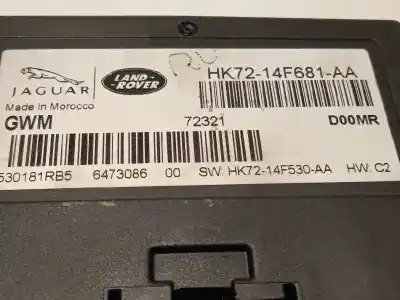 HK72-14F681-AA
JAGUAR
LAND-ROVER
Made in Morocco
GWM 72321 D00MR
530181RB5 6473086 00 SW: HK72-14F530-AA HW: C2